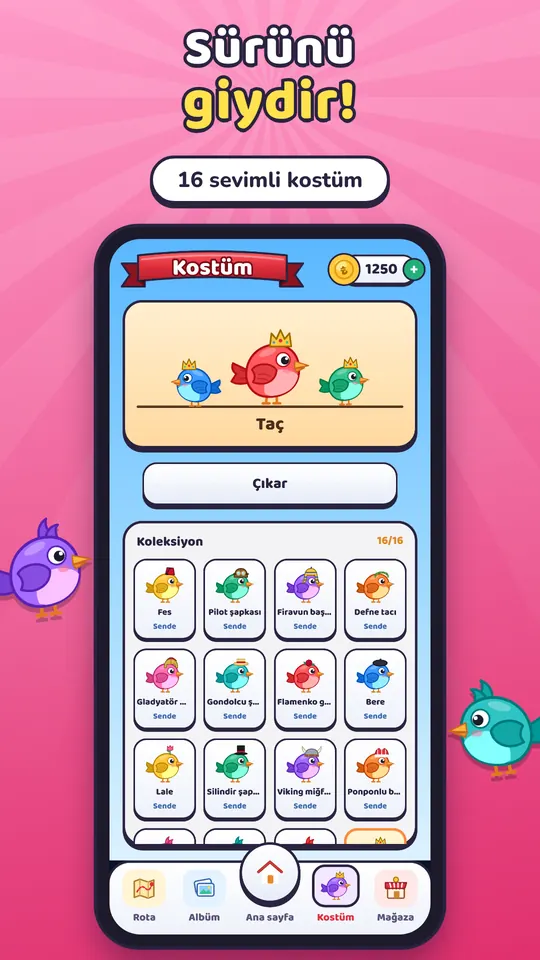 Sürünü
giydir!
16 sevimli kostüm
Kostüm
1250 +
Taç
Çıkar
Koleksiyon 16/16
Fes Pilot şapkası Firavun baş... Defne tacı
Sende Sende Sende Sende
Gladyatör ... Gondolcu ş... Flamenko g... Bere
Sende Sende Sende Sende
Lale Silindir şap... Viking miğf... Ponponlu b...
Sende Sende Sende Sende
Rota Albüm Ana sayfa Kostüm Mağaza